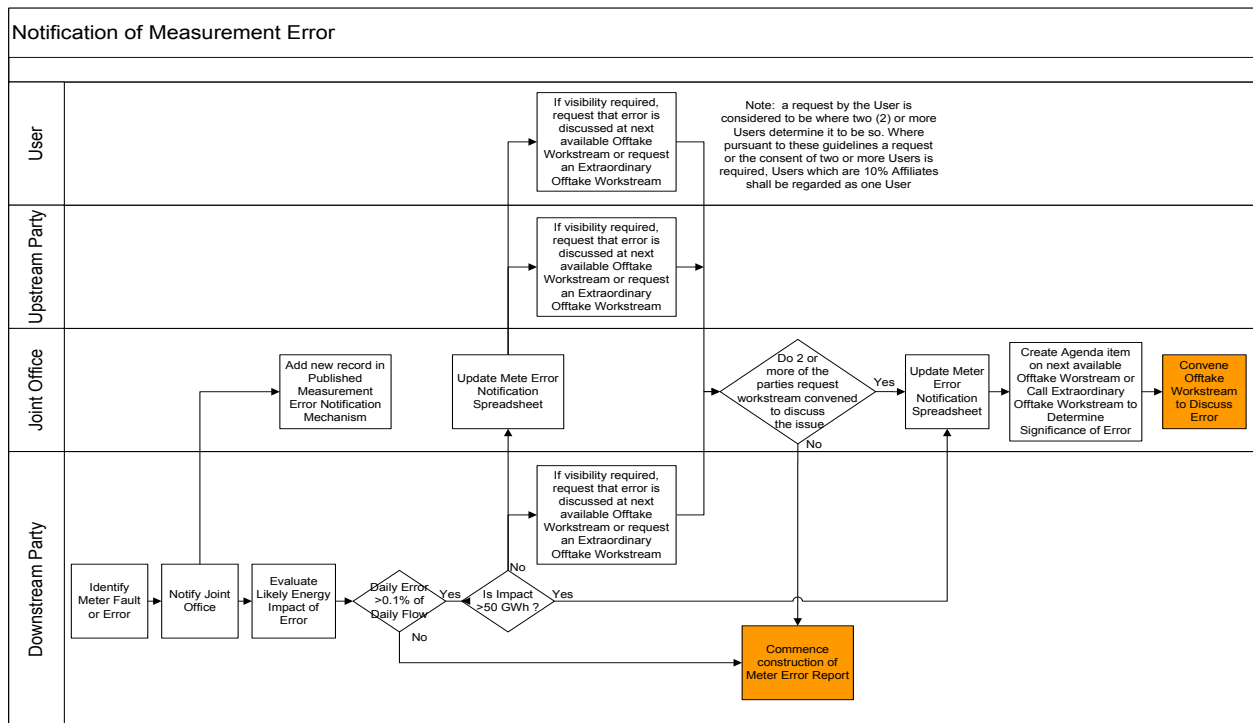 Notification of Measurement Error
User
If visibility required,
request that error is
discussed at next
available Offtake
Workstream or request
an Extraordinary
Offtake Workstream
Note: a request by the User is
considered to be where two (2) or more
Users determine it to be so. Where
pursuant to these guidelines a request
or the consent of two or more Users is
required, Users which are 10% Affiliates
shall be regarded as one User
Upstream Party
If visibility required,
request that error is
discussed at next
available Offtake
Workstream or request
an Extraordinary
Offtake Workstream
Joint Office
Add new record in
Published
Measurement
Error Notification
Mechanism
Update Mete Error
Notification
Spreadsheet
Do 2 or
more of the
parties request
workstream convened
to discuss
the issue
Yes
No
Update Meter
Error
Notification
Spreadsheet
Create Agenda item
on next available
Offtake Worstream or
Call Extraordinary
Offtake Workstream to
Determine
Significance of Error
Convene
Offtake
Workstream
to Discuss
Error
Downstream Party
If visibility required,
request that error is
discussed at next
available Offtake
Workstream or request
an Extraordinary
Offtake Workstream
Identify
Meter Fault
or Error
Notify Joint
Office
Evaluate
Likely Energy
Impact of
Error
Daily Error
>0.1% of
Daily Flow
Yes
No
Is Impact
>50 GWh ?
No
Yes
Commence
construction of
Meter Error Report